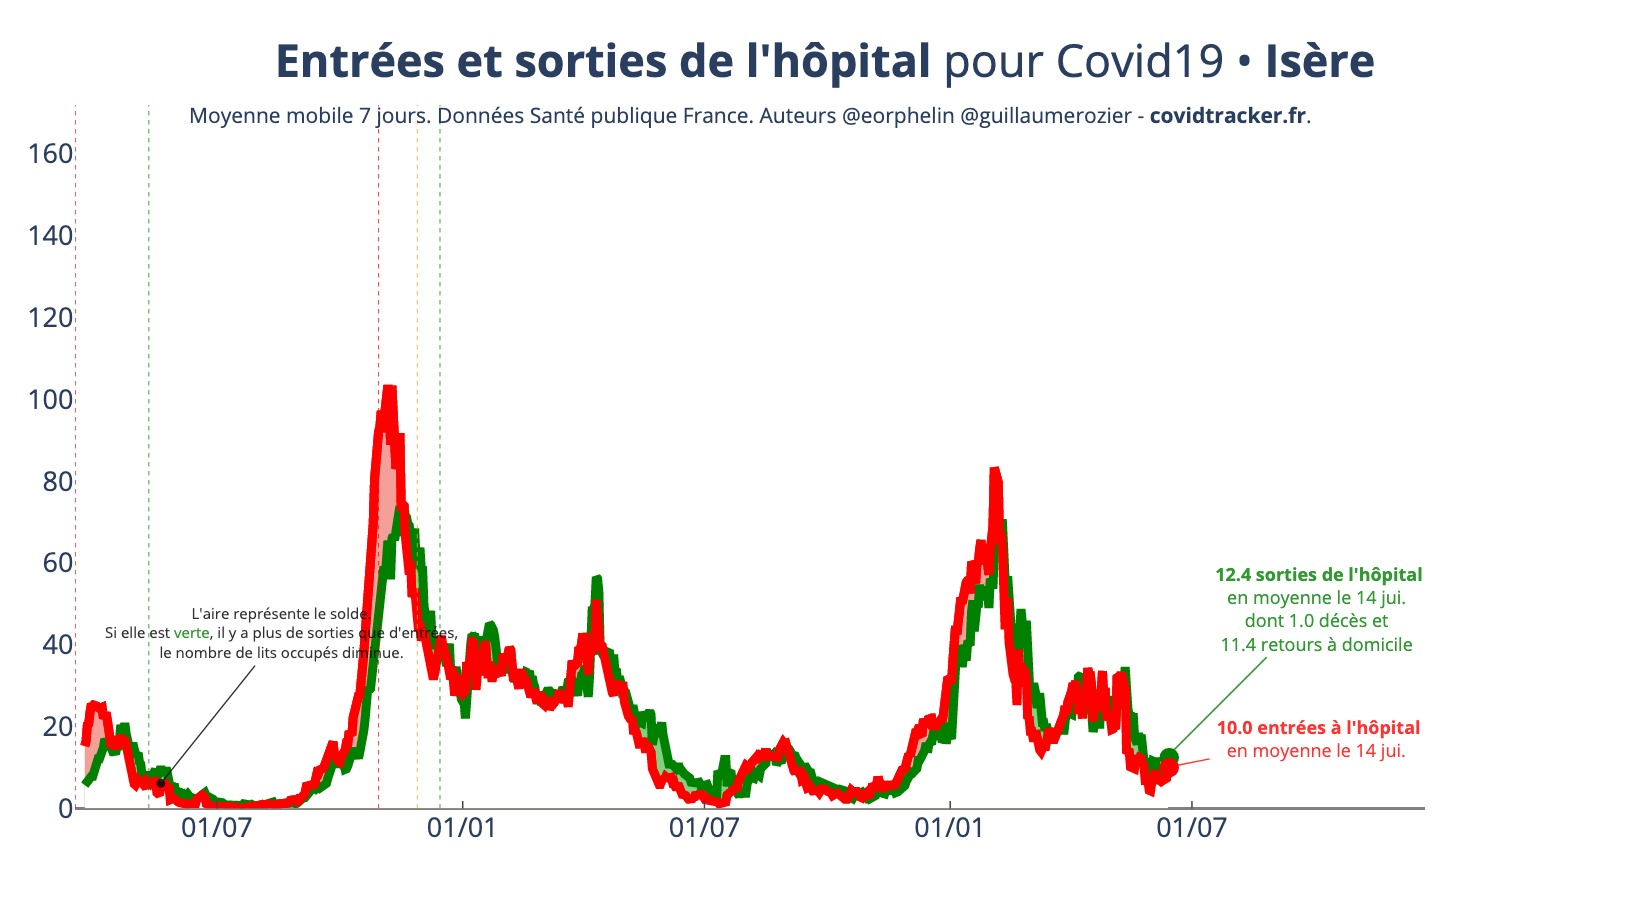 Entrées et sorties de l'hôpital pour Covid19 • Isère
Moyenne mobile 7 jours. Données Santé publique France. Auteurs @eorphelin @guillaumerozier - covidtracker.fr.
160
140
120
100
80
60
40
20
0
L'aire représente le solde.
Si elle est verte, il y a plus de sorties que d'entrées,
le nombre de lits occupés diminue.
12.4 sorties de l'hôpital
en moyenne le 14 jui.
dont 1.0 décès et
11.4 retours à domicile
10.0 entrées à l'hôpital
en moyenne le 14 jui.
01/07 01/01 01/07 01/01 01/07